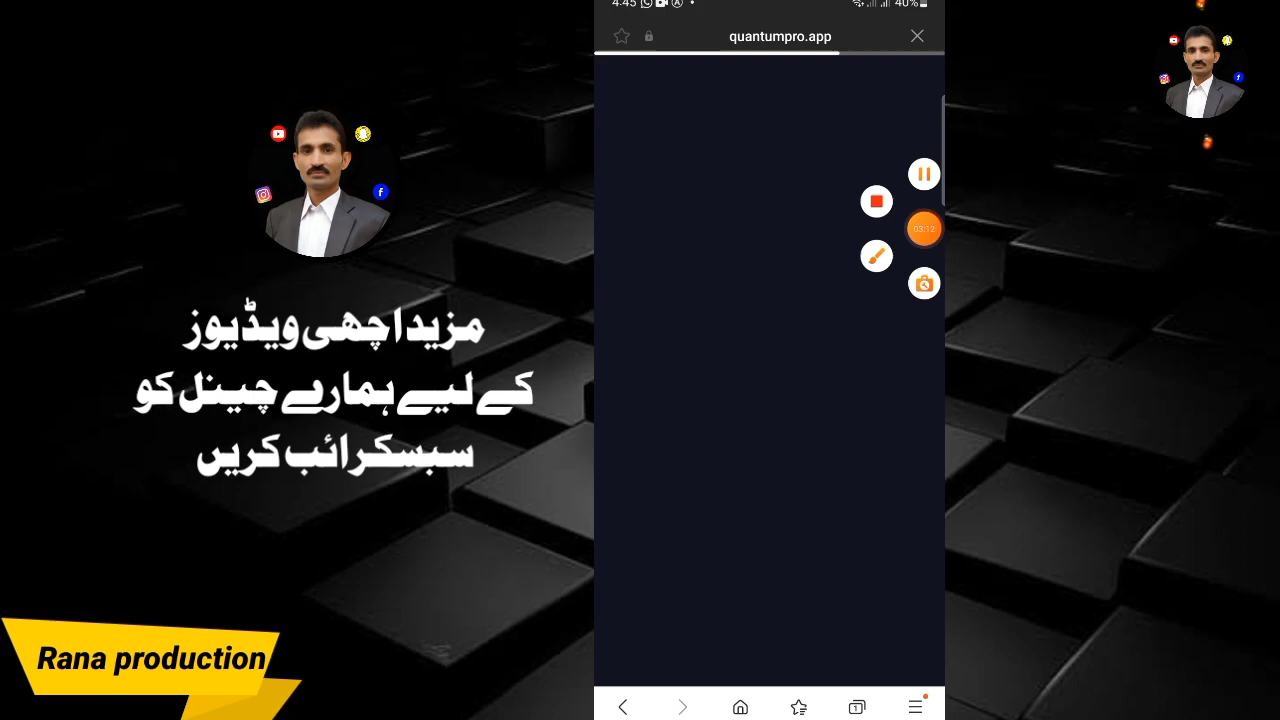 4:45
40%
quantumpro.app
03:12
مزید اچھی ویڈیوز
کے لیے ہمارے چینل کو
سبسکرائب کریں
1
Rana production